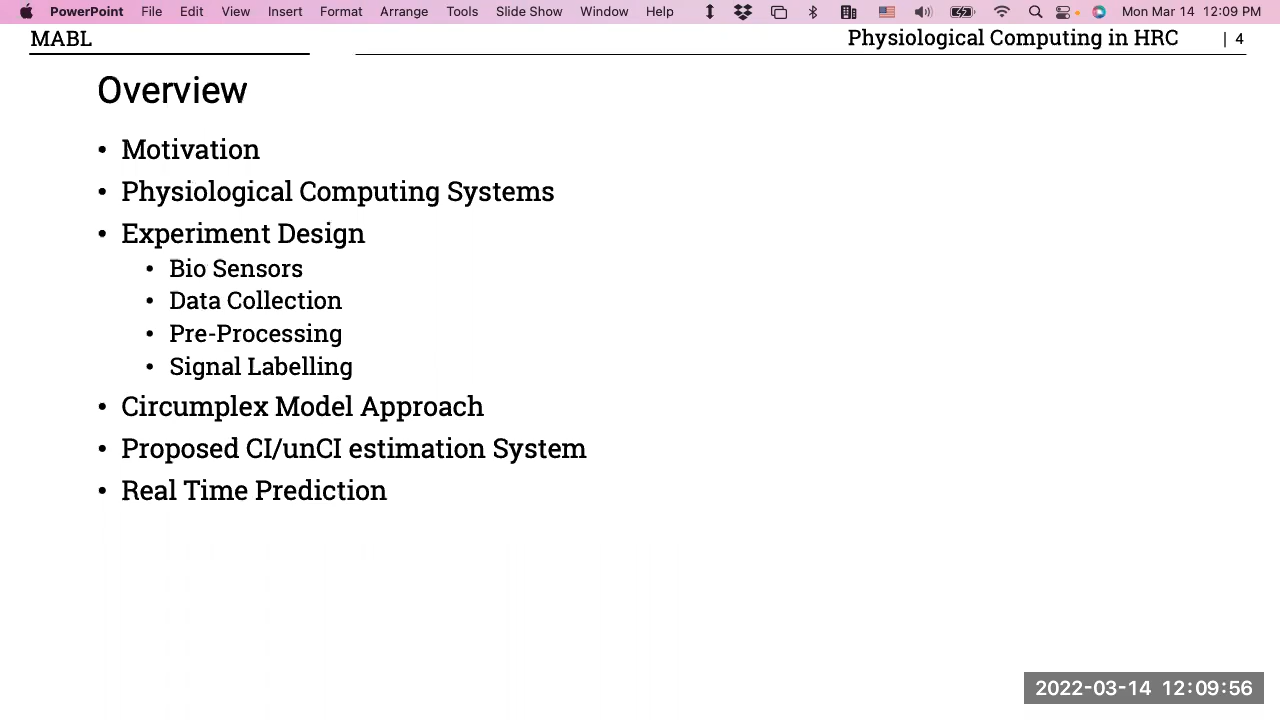 PowerPoint File Edit View Insert Format Arrange Tools Slide Show Window Help Mon Mar 14 12:09 PM
MABL Physiological Computing in HRC | 4
Overview
• Motivation
• Physiological Computing Systems
• Experiment Design
• Bio Sensors
• Data Collection
• Pre-Processing
• Signal Labelling
• Circumplex Model Approach
• Proposed CI/unCI estimation System
• Real Time Prediction
2022-03-14 12:09:56